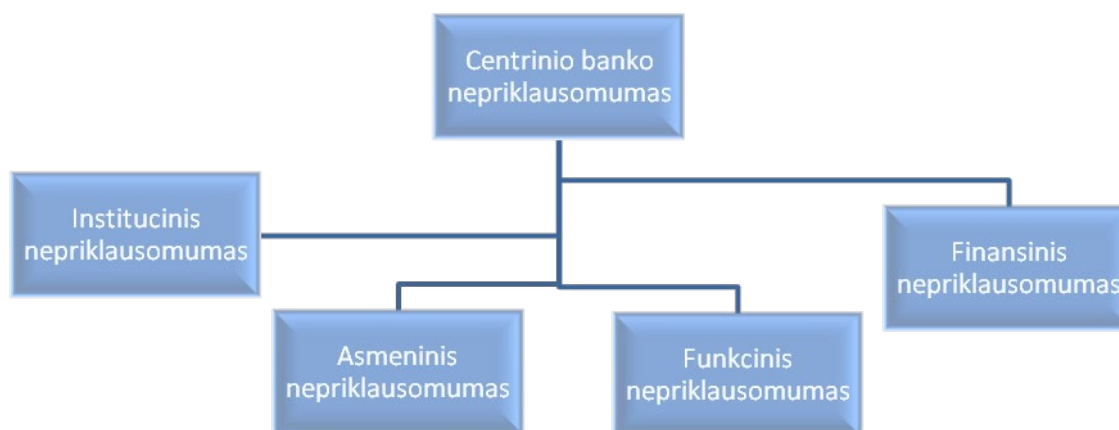 Centrinio banko
nepriklausomumas
Institucinis
nepriklausomumas
Finansinis
nepriklausomumas
Asmeninis
nepriklausomumas
Funkcinis
nepriklausomumas